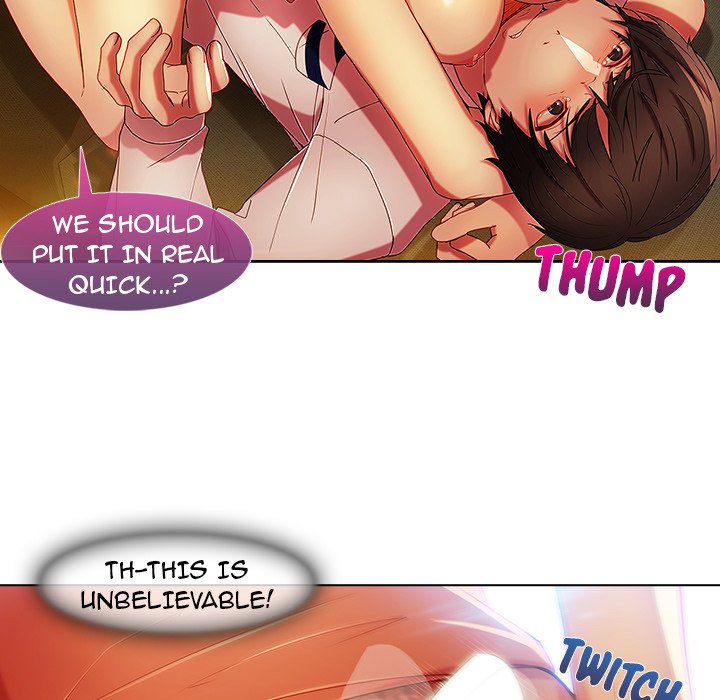 WE SHOULD
PUT IT IN REAL
QUICK...?
THUMP
TH-THIS IS
UNBELIEVABLE!
TWITCH